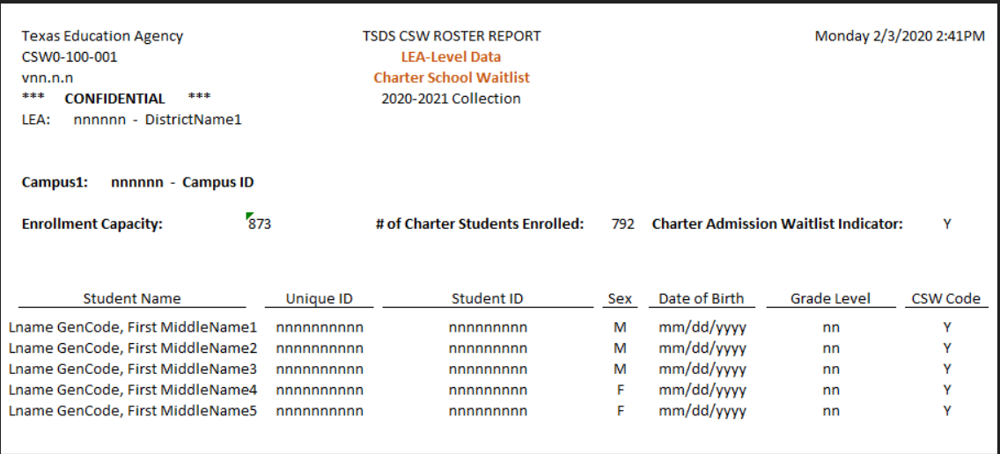 Texas Education Agency TSDS CSW ROSTER REPORT Monday 2/3/2020 2:41PM
CSW0-100-001 LEA-Level Data
vnn.n.n Charter School Waitlist
*** CONFIDENTIAL *** 2020-2021 Collection
LEA: nnnnnn - DistrictName1
Campus1: nnnnnn - Campus ID
Enrollment Capacity: 873 # of Charter Students Enrolled: 792 Charter Admission Waitlist Indicator: Y
Student Name Unique ID Student ID Sex Date of Birth Grade Level CSW Code
Lname GenCode, First MiddleName1 nnnnnnnnnn nnnnnnnnn M mm/dd/yyyy nn Y
Lname GenCode, First MiddleName2 nnnnnnnnnn nnnnnnnnn M mm/dd/yyyy nn Y
Lname GenCode, First MiddleName3 nnnnnnnnnn nnnnnnnnn M mm/dd/yyyy nn Y
Lname GenCode, First MiddleName4 nnnnnnnnnn nnnnnnnnn F mm/dd/yyyy nn Y
Lname GenCode, First MiddleName5 nnnnnnnnnn nnnnnnnnn F mm/dd/yyyy nn Y